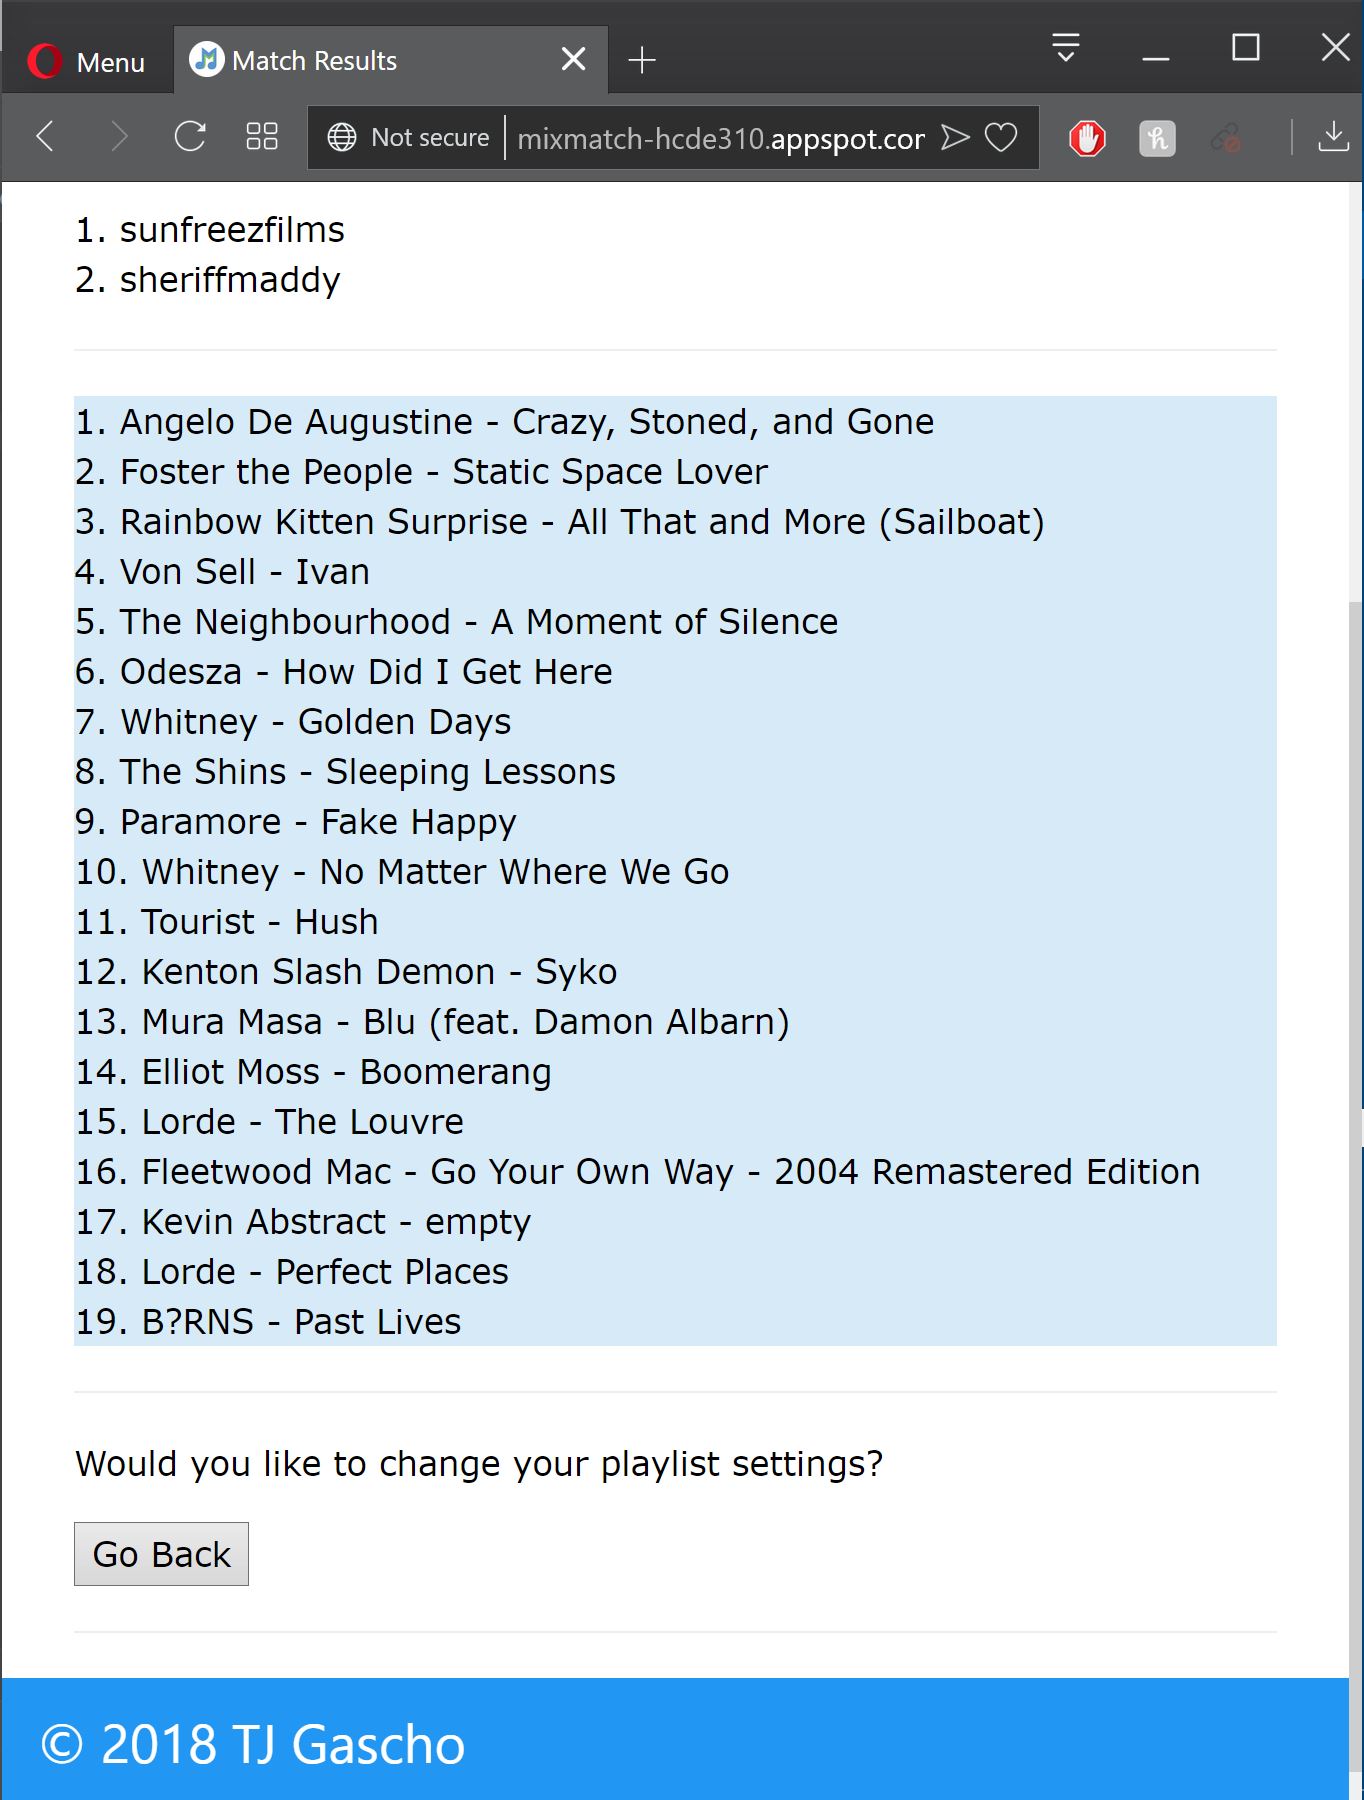 Menu
Match Results
Not secure
mixmatch-hcde310.appspot.cor
1. sunfreezfilms
2. sheriffmaddy
1. Angelo De Augustine - Crazy, Stoned, and Gone
2. Foster the People - Static Space Lover
3. Rainbow Kitten Surprise - All That and More (Sailboat)
4. Von Sell - Ivan
5. The Neighbourhood - A Moment of Silence
6. Odesza - How Did I Get Here
7. Whitney - Golden Days
8. The Shins - Sleeping Lessons
9. Paramore - Fake Happy
10. Whitney - No Matter Where We Go
11. Tourist - Hush
12. Kenton Slash Demon - Syko
13. Mura Masa - Blu (feat. Damon Albarn)
14. Elliot Moss - Boomerang
15. Lorde - The Louvre
16. Fleetwood Mac - Go Your Own Way - 2004 Remastered Edition
17. Kevin Abstract - empty
18. Lorde - Perfect Places
19. B?RNS - Past Lives
Would you like to change your playlist settings?
Go Back
© 2018 TJ Gascho